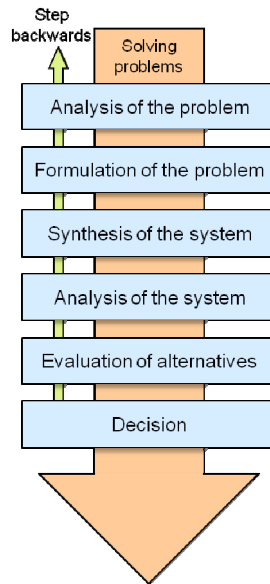 Step
backwards
Solving
problems
Analysis of the problem
Formulation of the problem
Synthesis of the system
Analysis of the system
Evaluation of alternatives
Decision